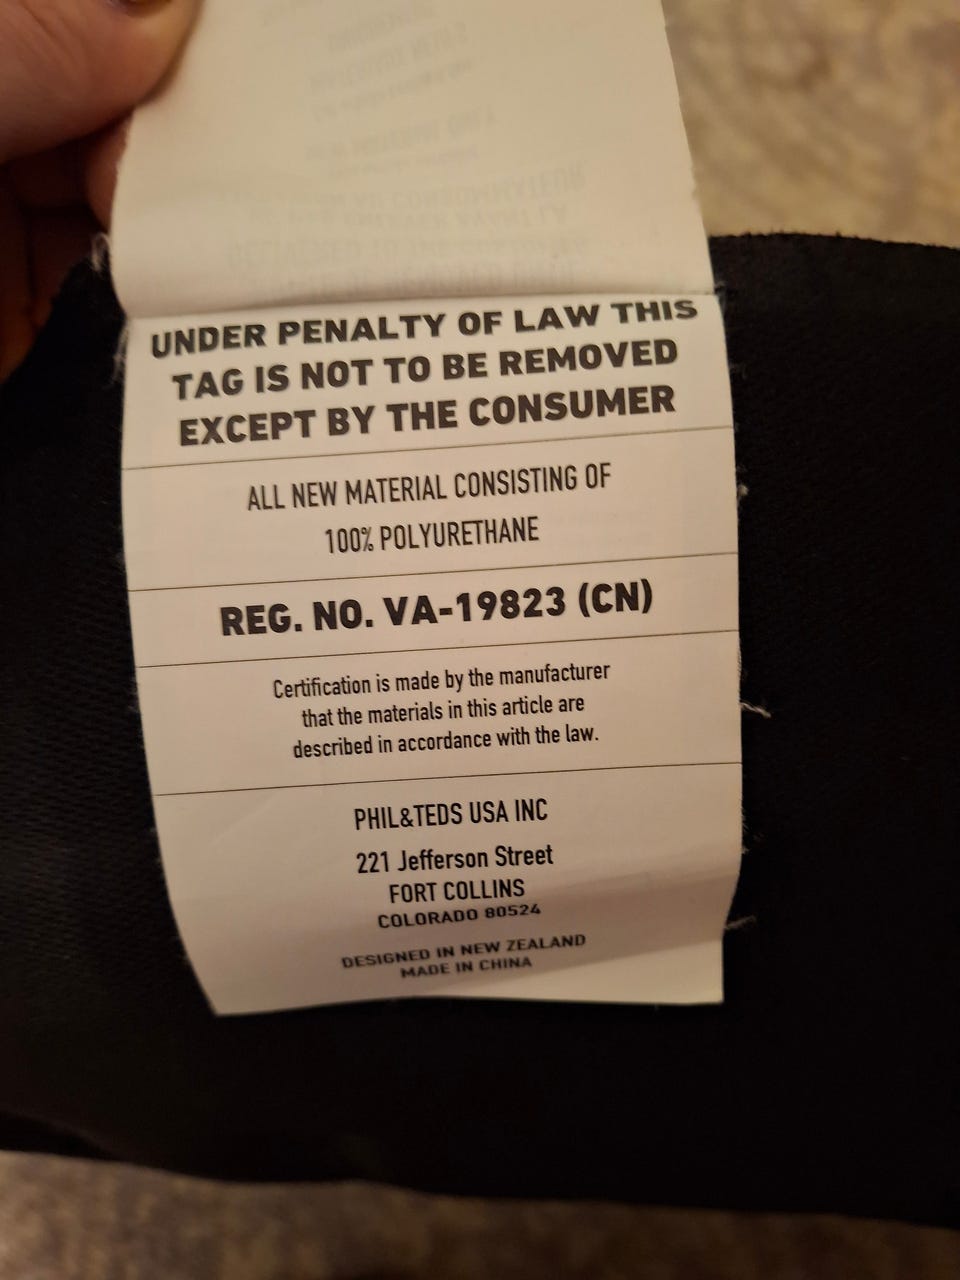 UNDER PENALTY OF LAW THIS
TAG IS NOT TO BE REMOVED
EXCEPT BY THE CONSUMER
ALL NEW MATERIAL CONSISTING OF
100% POLYURETHANE
REG. NO. VA-19823 (CN)
Certification is made by the manufacturer
that the materials in this article are
described in accordance with the law.
PHIL&TEDS USA INC
221 Jefferson Street
FORT COLLINS
COLORADO 80524
DESIGNED IN NEW ZEALAND
MADE IN CHINA